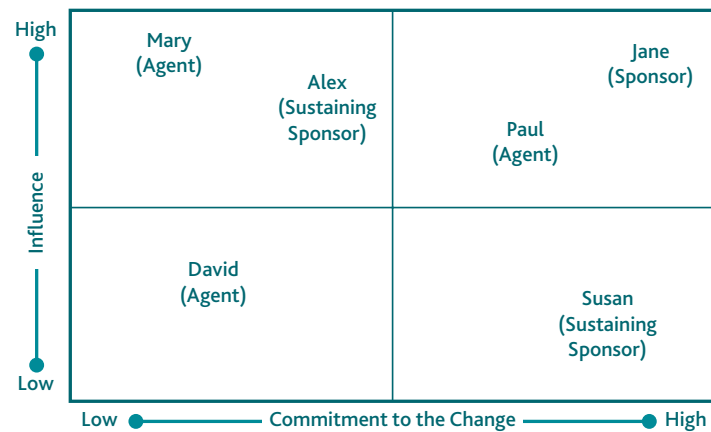 High
Mary
(Agent)
Alex
(Sustaining
Sponsor)
Jane
(Sponsor)
Paul
(Agent)
Influence
David
(Agent)
Susan
(Sustaining
Sponsor)
Low
Low
Commitment to the Change
High